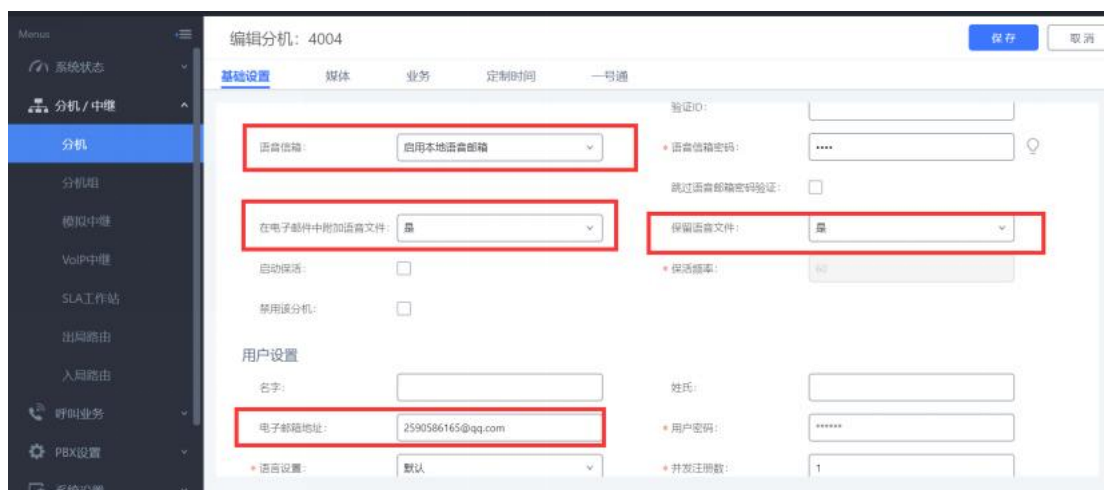 Menus
编辑分机：4004
保存
取消
系统状态
基础设置
媒体
业务
定制时间
一号通
分机/中继
验证ID：
分机
语音信箱：
启用本地语音邮箱
* 语音信箱密码：
••••
分机组
跳过语音邮箱密码验证：
模拟中继
在电子邮件中附加语音文件：
是
保留语音文件：
是
VoIP中继
启动保活：
* 保活频率：
60
SLA工作站
禁用该分机：
出局路由
用户设置
入局路由
名字：
姓氏：
呼叫业务
电子邮箱地址：
2590586165@qq.com
* 用户密码：
••••••
PBX设置
* 语言设置：
默认
* 并发注册数：
1
系统设置